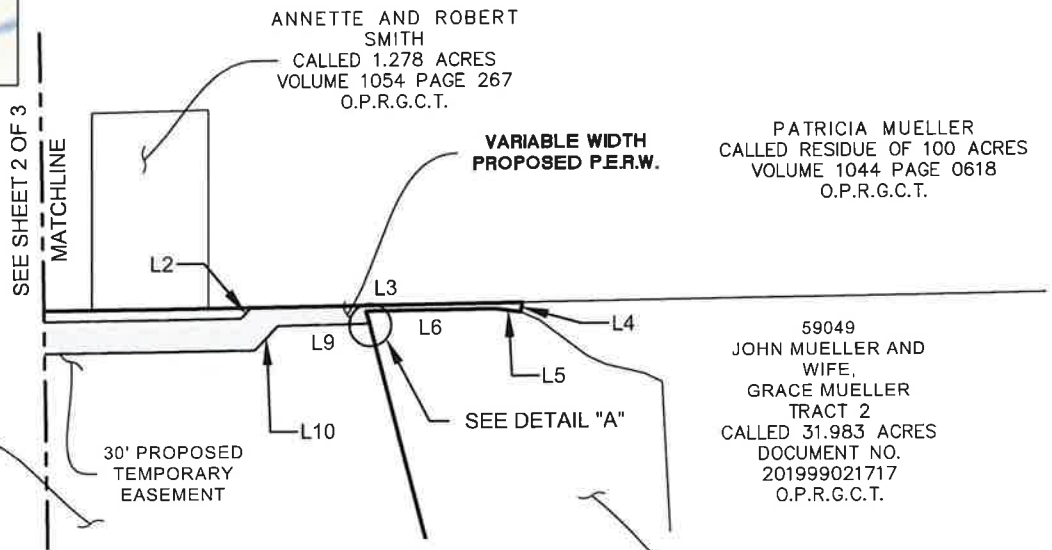 ANNETTE AND ROBERT
SMITH
CALLED 1.278 ACRES
VOLUME 1054 PAGE 267
O.P.R.G.C.T.
VARIABLE WIDTH
PROPOSED P.E.R.W.
PATRICIA MUELLER
CALLED RESIDUE OF 100 ACRES
VOLUME 1044 PAGE 0618
O.P.R.G.C.T.
SEE SHEET 2 OF 3
MATCHLINE
L2
L3
L4
L6
L9
L5
L10
SEE DETAIL "A"
30' PROPOSED
TEMPORARY
EASEMENT
59049
JOHN MUELLER AND
WIFE,
GRACE MUELLER
TRACT 2
CALLED 31.983 ACRES
DOCUMENT NO.
201999021717
O.P.R.G.C.T.